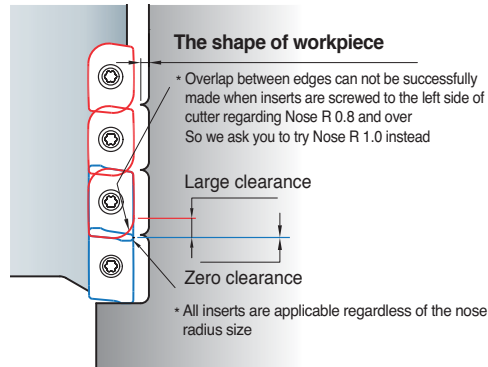 The shape of workpiece
* Overlap between edges can not be successfully
made when inserts are screwed to the left side of
cutter regarding Nose R 0.8 and over
So we ask you to try Nose R 1.0 instead
Large clearance
Zero clearance
* All inserts are applicable regardless of the nose
radius size